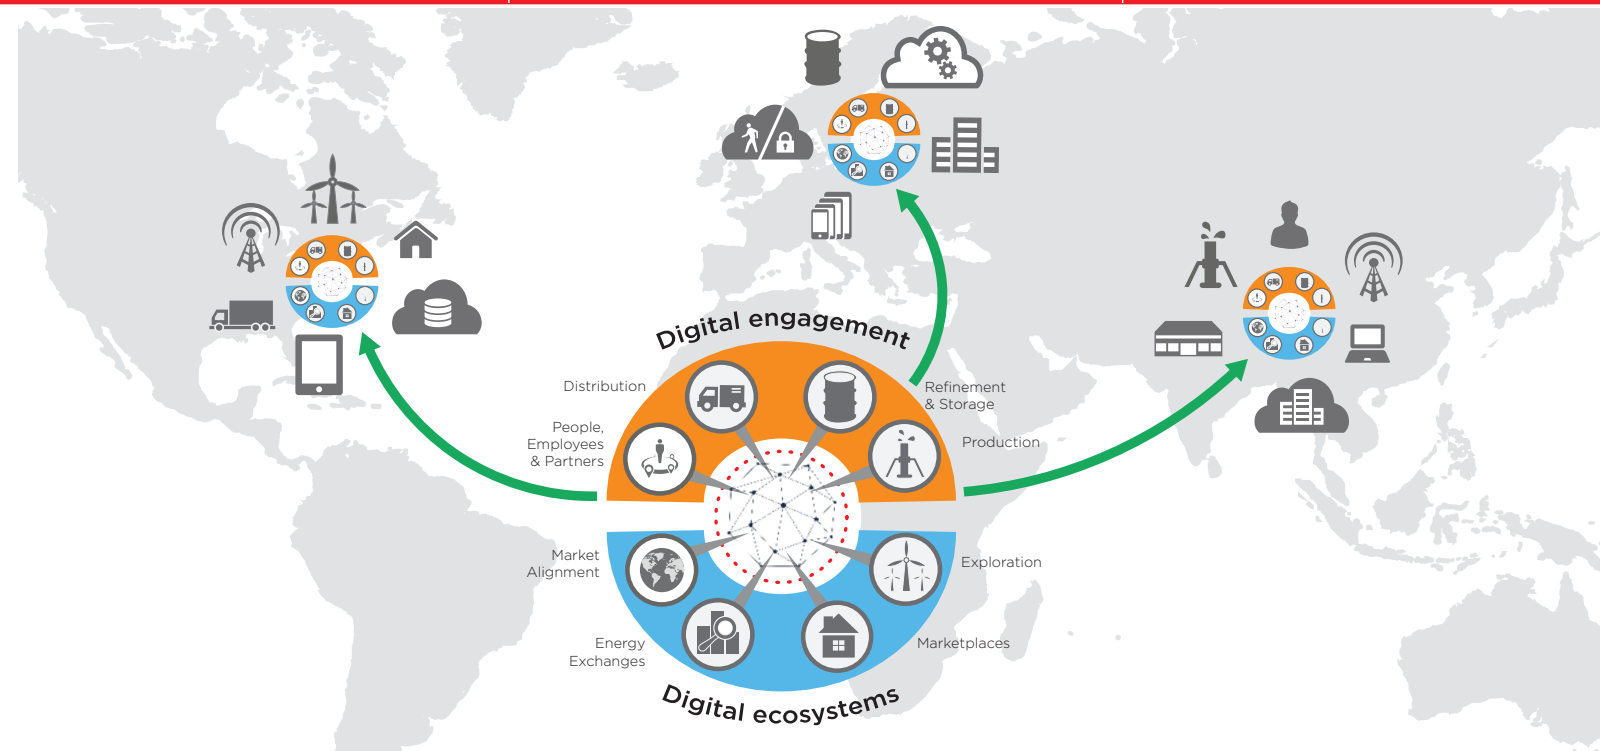 Digital engagement
Distribution
Refinement
& Storage
People,
Employees
& Partners
Production
Market
Alignment
Exploration
Energy
Exchanges
Marketplaces
Digital ecosystems